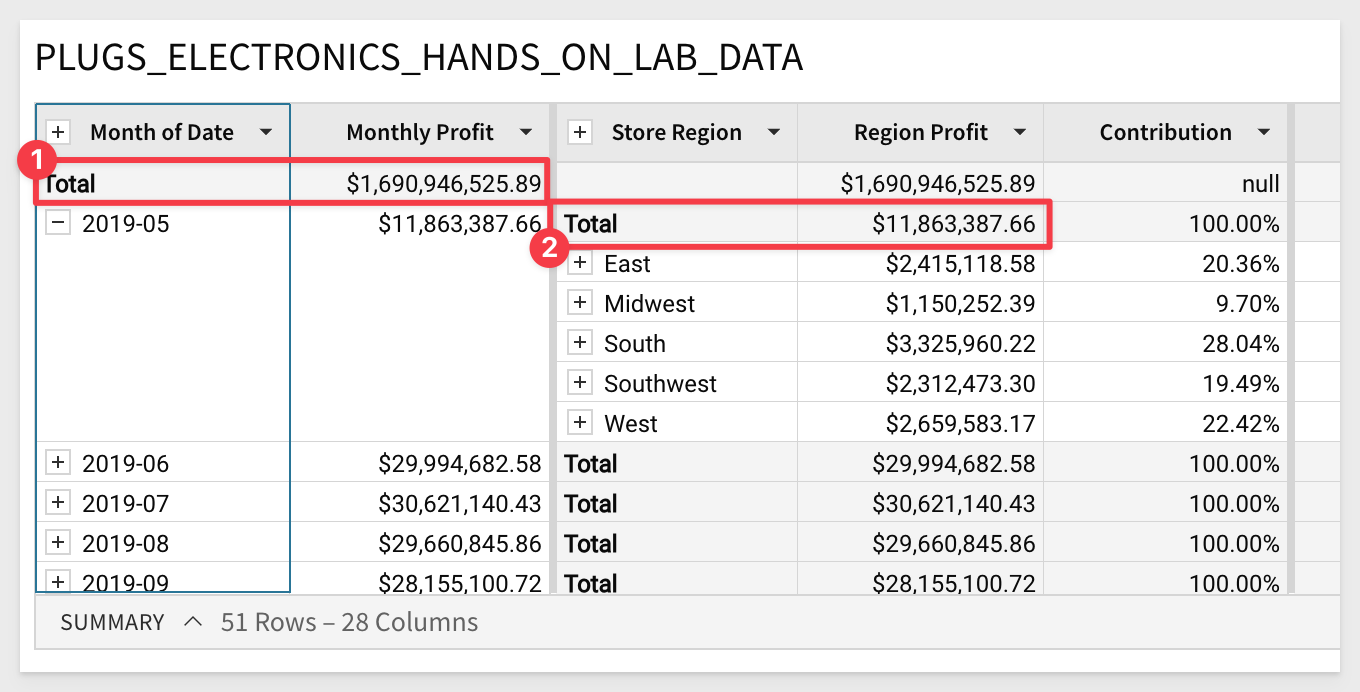 PLUGS_ELECTRONICS_HANDS_ON_LAB_DATA
+ Month of Date Monthly Profit + Store Region Region Profit Contribution
1
Total $1,690,946,525.89 $1,690,946,525.89 null
− 2019-05 $11,863,387.66 Total $11,863,387.66 100.00%
2
+ East $2,415,118.58 20.36%
+ Midwest $1,150,252.39 9.70%
+ South $3,325,960.22 28.04%
+ Southwest $2,312,473.30 19.49%
+ West $2,659,583.17 22.42%
+ 2019-06 $29,994,682.58 Total $29,994,682.58 100.00%
+ 2019-07 $30,621,140.43 Total $30,621,140.43 100.00%
+ 2019-08 $29,660,845.86 Total $29,660,845.86 100.00%
+ 2019-09 $28,155,100.72 Total $28,155,100.72 100.00%
SUMMARY 51 Rows – 28 Columns